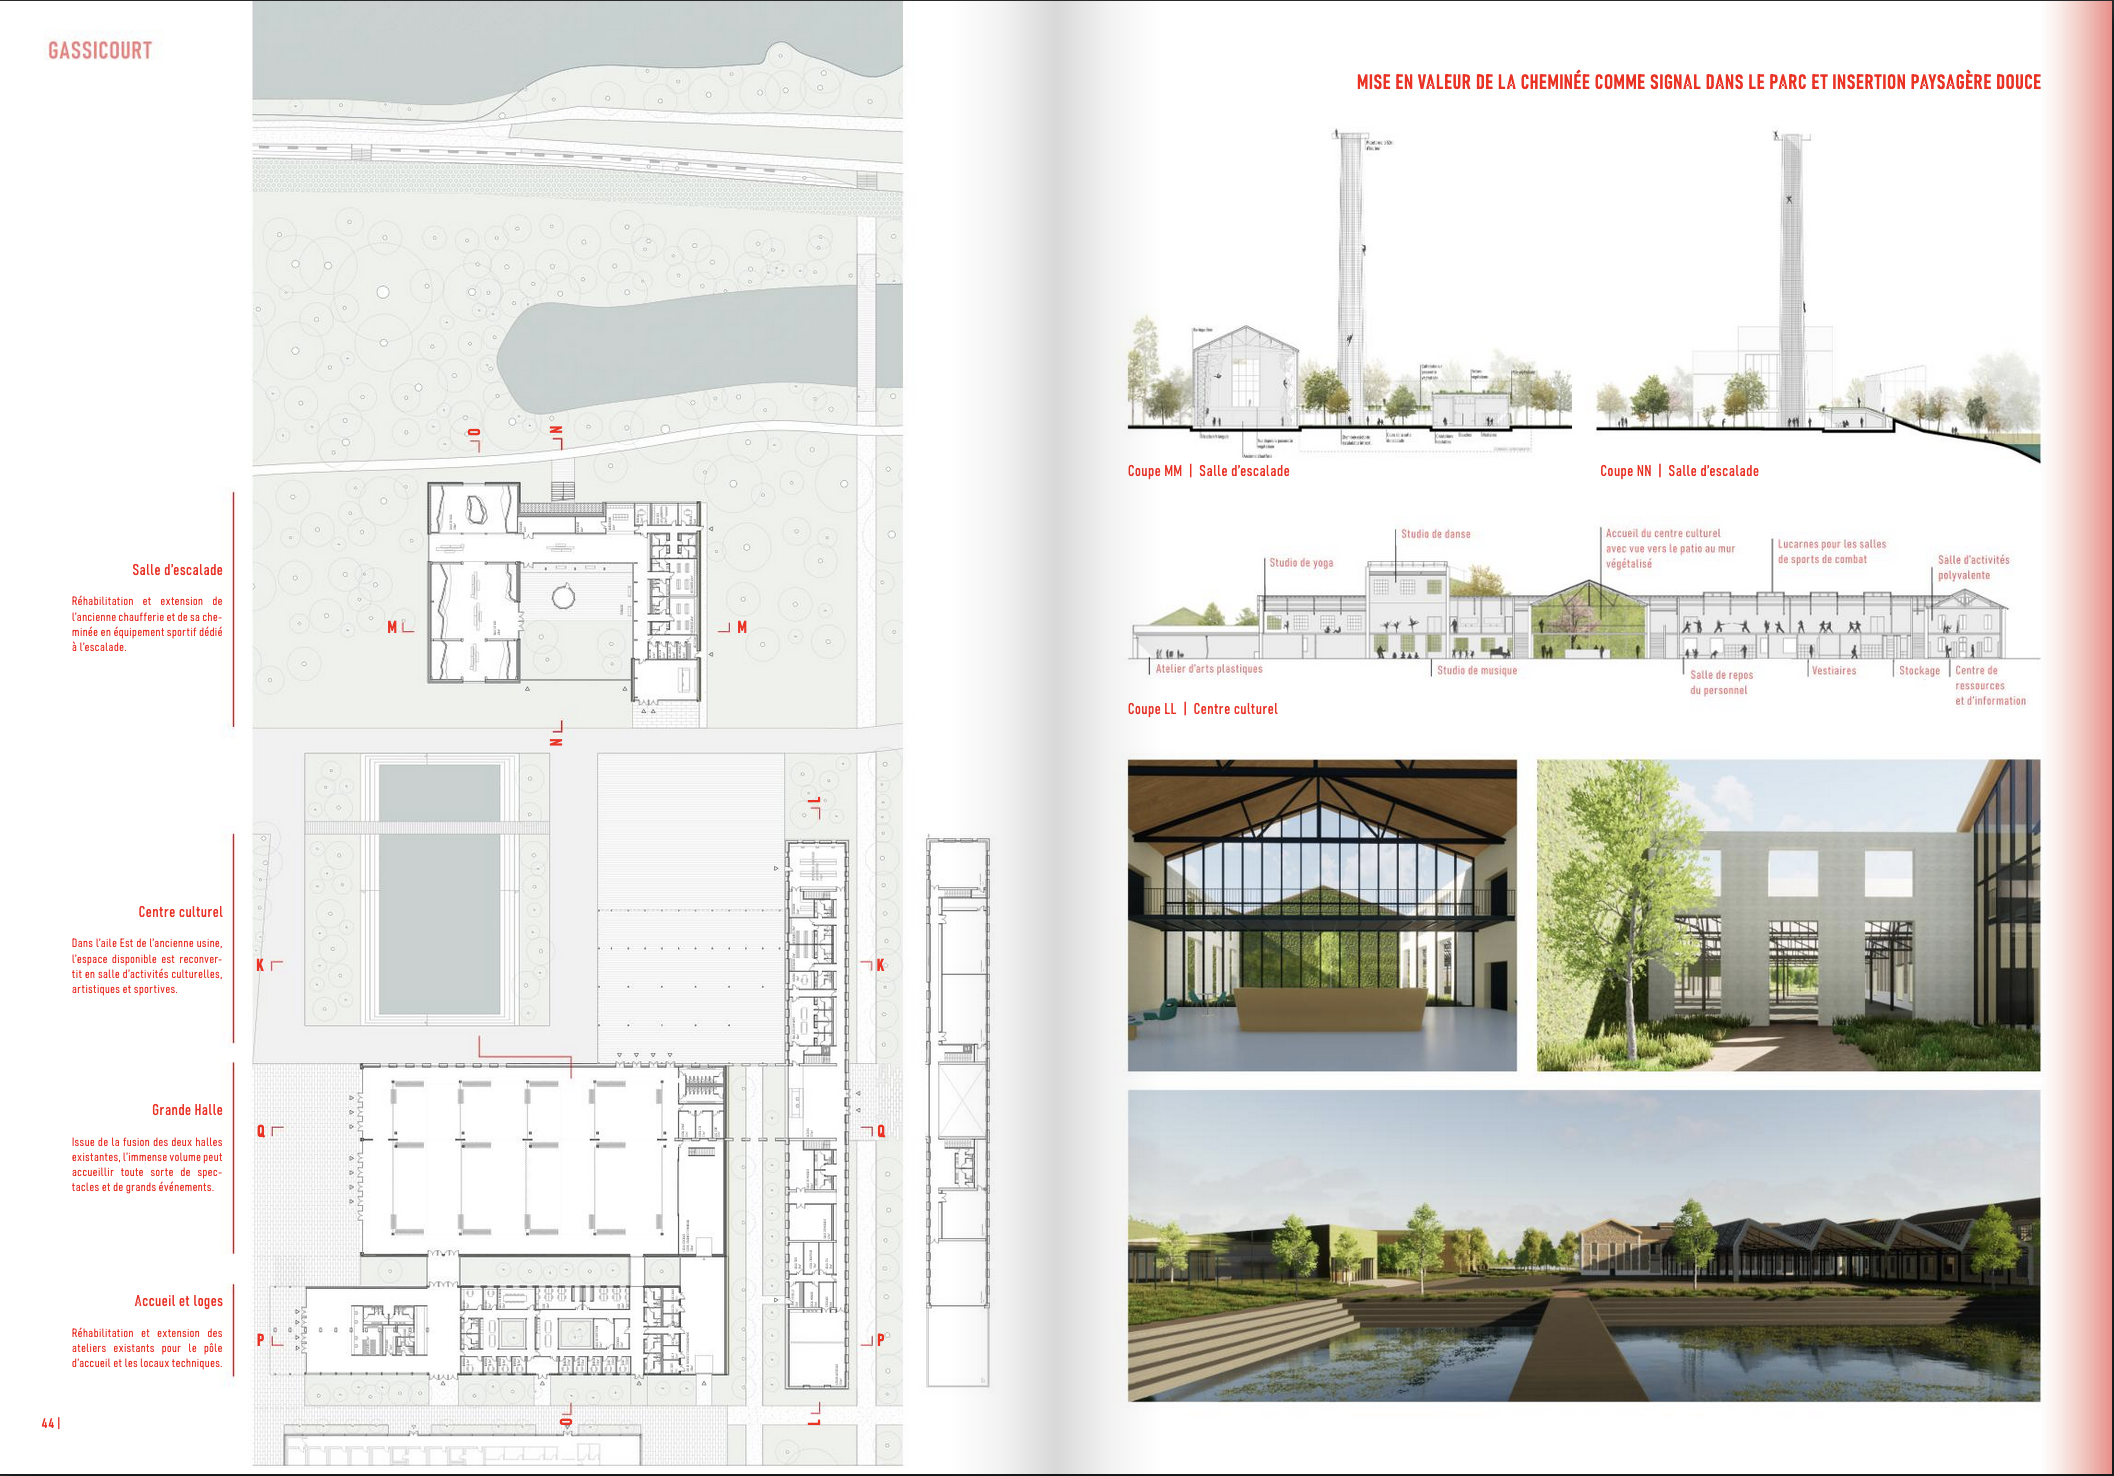 GASSICOURT
Salle d'escalade
Réhabilitation et extension de
l'ancienne chaufferie et de sa che-
minée en équipement sportif dédié
à l'escalade.
Centre culturel
Dans l'aile Est de l'ancienne usine,
l'espace disponible est reconver-
tit en salle d'activités culturelles,
artistiques et sportives.
Grande Halle
Issue de la fusion des deux halles
existantes, l'immense volume peut
accueillir toute sorte de spec-
tacles et de grands événements.
Accueil et loges
Réhabilitation et extension des
ateliers existants pour le pôle
d'accueil et les locaux techniques.
44 |
O
N
M
M
N
L
K
K
Q
Q
P
P
O
L
MISE EN VALEUR DE LA CHEMINÉE COMME SIGNAL DANS LE PARC ET INSERTION PAYSAGÈRE DOUCE
Coupe MM | Salle d'escalade
Coupe NN | Salle d'escalade
Studio de yoga
Studio de danse
Accueil du centre culturel
avec vue vers le patio au mur
végétalisé
Lucarnes pour les salles
de sports de combat
Salle d'activités
polyvalente
Atelier d'arts plastiques
Studio de musique
Salle de repos
du personnel
Vestiaires
Stockage
Centre de
ressources
et d'information
Coupe LL | Centre culturel